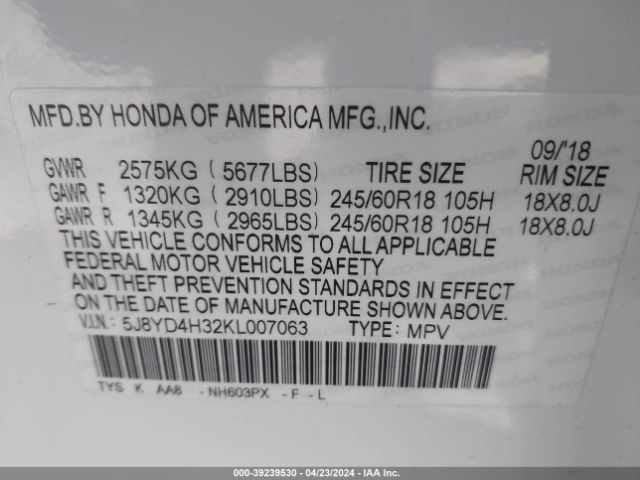 MFD.BY HONDA OF AMERICA MFG.,INC.
09/'18
GVWR 2575KG ( 5677LBS) TIRE SIZE RIM SIZE
GAWR F 1320KG ( 2910LBS) 245/60R18 105H 18X8.0J
GAWR R 1345KG ( 2965LBS) 245/60R18 105H 18X8.0J
THIS VEHICLE CONFORMS TO ALL APPLICABLE
FEDERAL MOTOR VEHICLE SAFETY
AND THEFT PREVENTION STANDARDS IN EFFECT
ON THE DATE OF MANUFACTURE SHOWN ABOVE.
V.I.N.: 5J8YD4H32KL007063 TYPE: MPV
TYS K AA8 - NH603PX - F - L
000-39239530 - 04/23/2024 - IAA Inc.